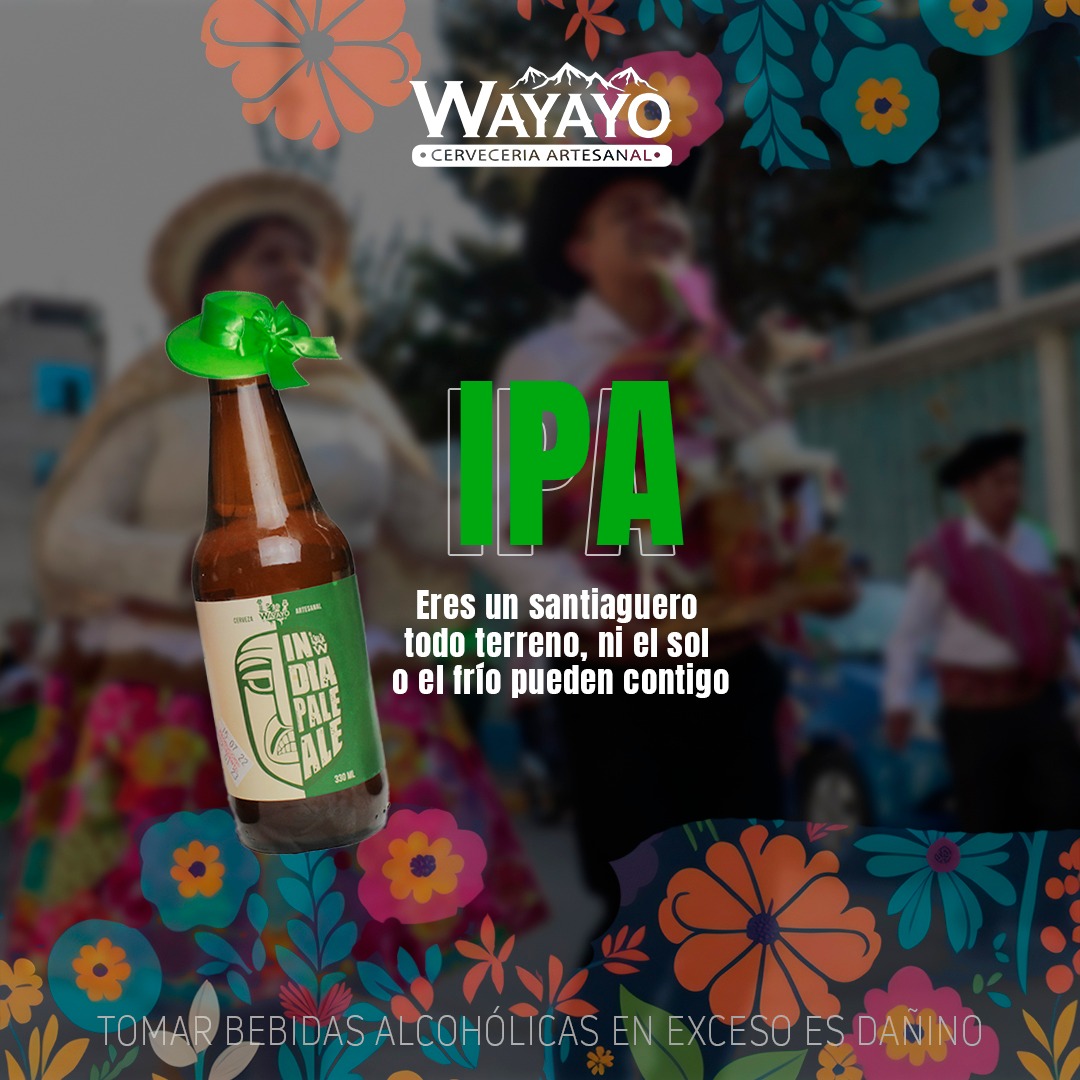 WAYAYO
• CERVECERIA ARTESANAL •
IPA
Eres un santiaguero
todo terreno, ni el sol
o el frío pueden contigo
CERVEZA WAYAYO ARTESANAL
IN
DIA
PALE
ALE
330 ML
TOMAR BEBIDAS ALCOHÓLICAS EN EXCESO ES DAÑINO